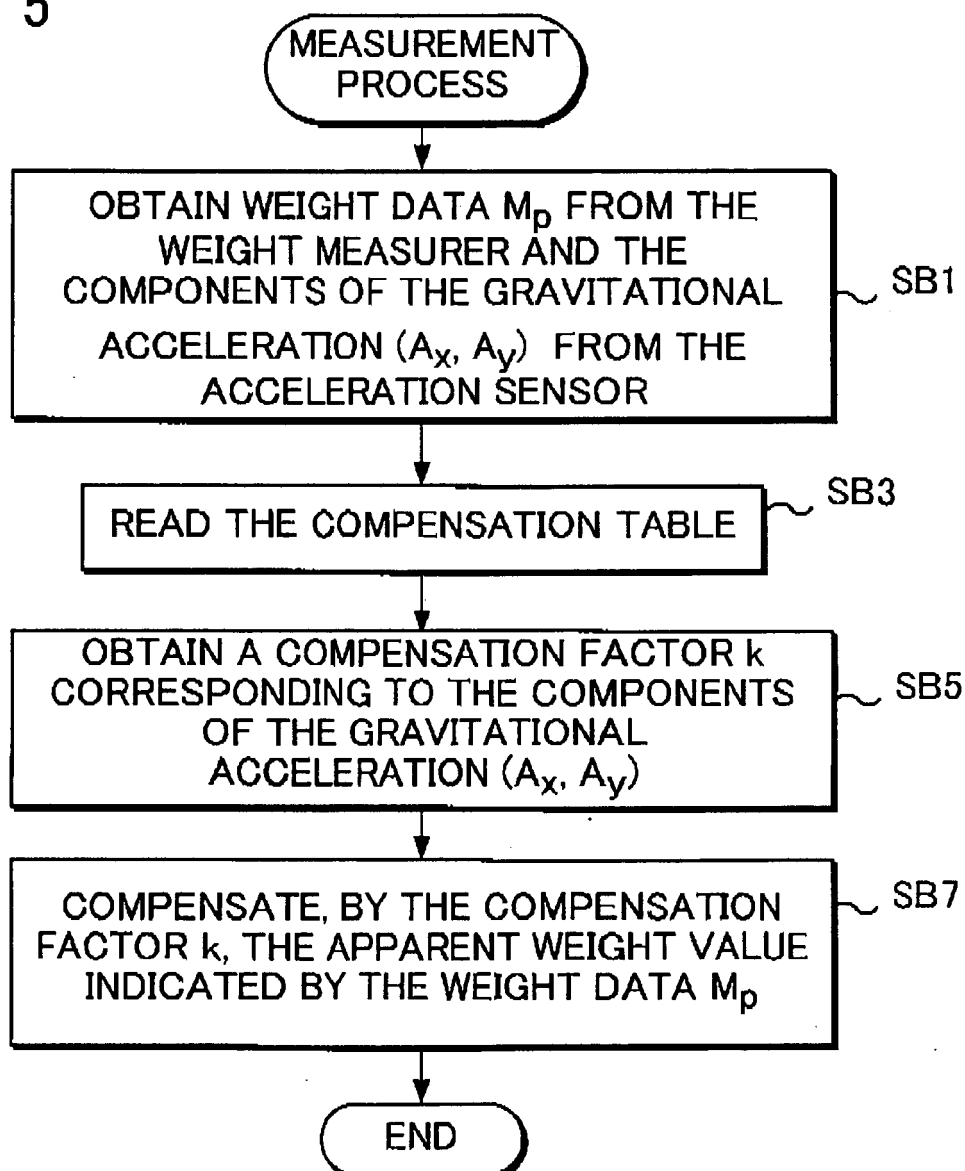 5
MEASUREMENT
PROCESS
OBTAIN WEIGHT DATA Mp FROM THE
WEIGHT MEASURER AND THE
COMPONENTS OF THE GRAVITATIONAL
ACCELERATION (Ax, Ay) FROM THE
ACCELERATION SENSOR
SB1
READ THE COMPENSATION TABLE
SB3
OBTAIN A COMPENSATION FACTOR k
CORRESPONDING TO THE COMPONENTS
OF THE GRAVITATIONAL
ACCELERATION (Ax, Ay)
SB5
COMPENSATE, BY THE COMPENSATION
FACTOR k, THE APPARENT WEIGHT VALUE
INDICATED BY THE WEIGHT DATA Mp
SB7
END